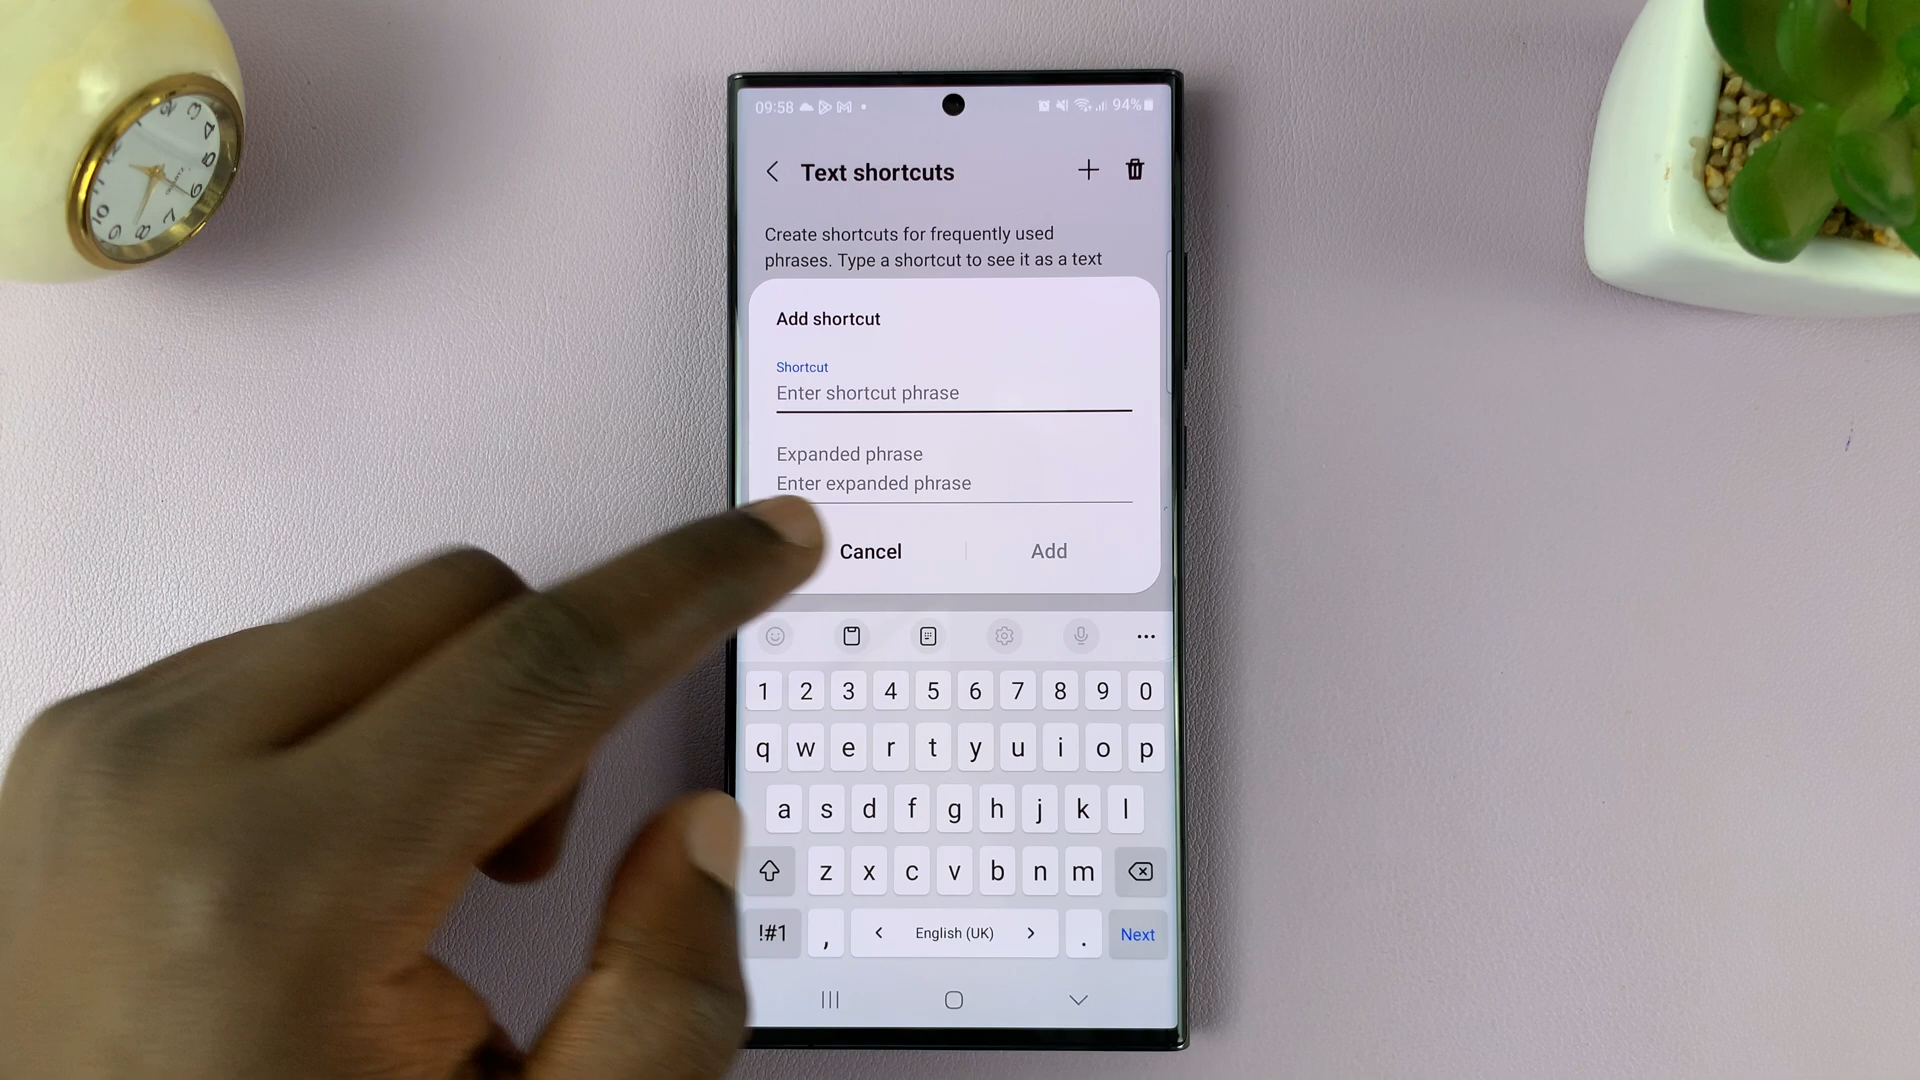 09:58
94%
Text shortcuts
Create shortcuts for frequently used
phrases. Type a shortcut to see it as a text
Add shortcut
Shortcut
Enter shortcut phrase
Expanded phrase
Enter expanded phrase
Cancel
Add
1 2 3 4 5 6 7 8 9 0
q w e r t y u i o p
a s d f g h j k l
z x c v b n m
!#1 , < English (UK) > . Next